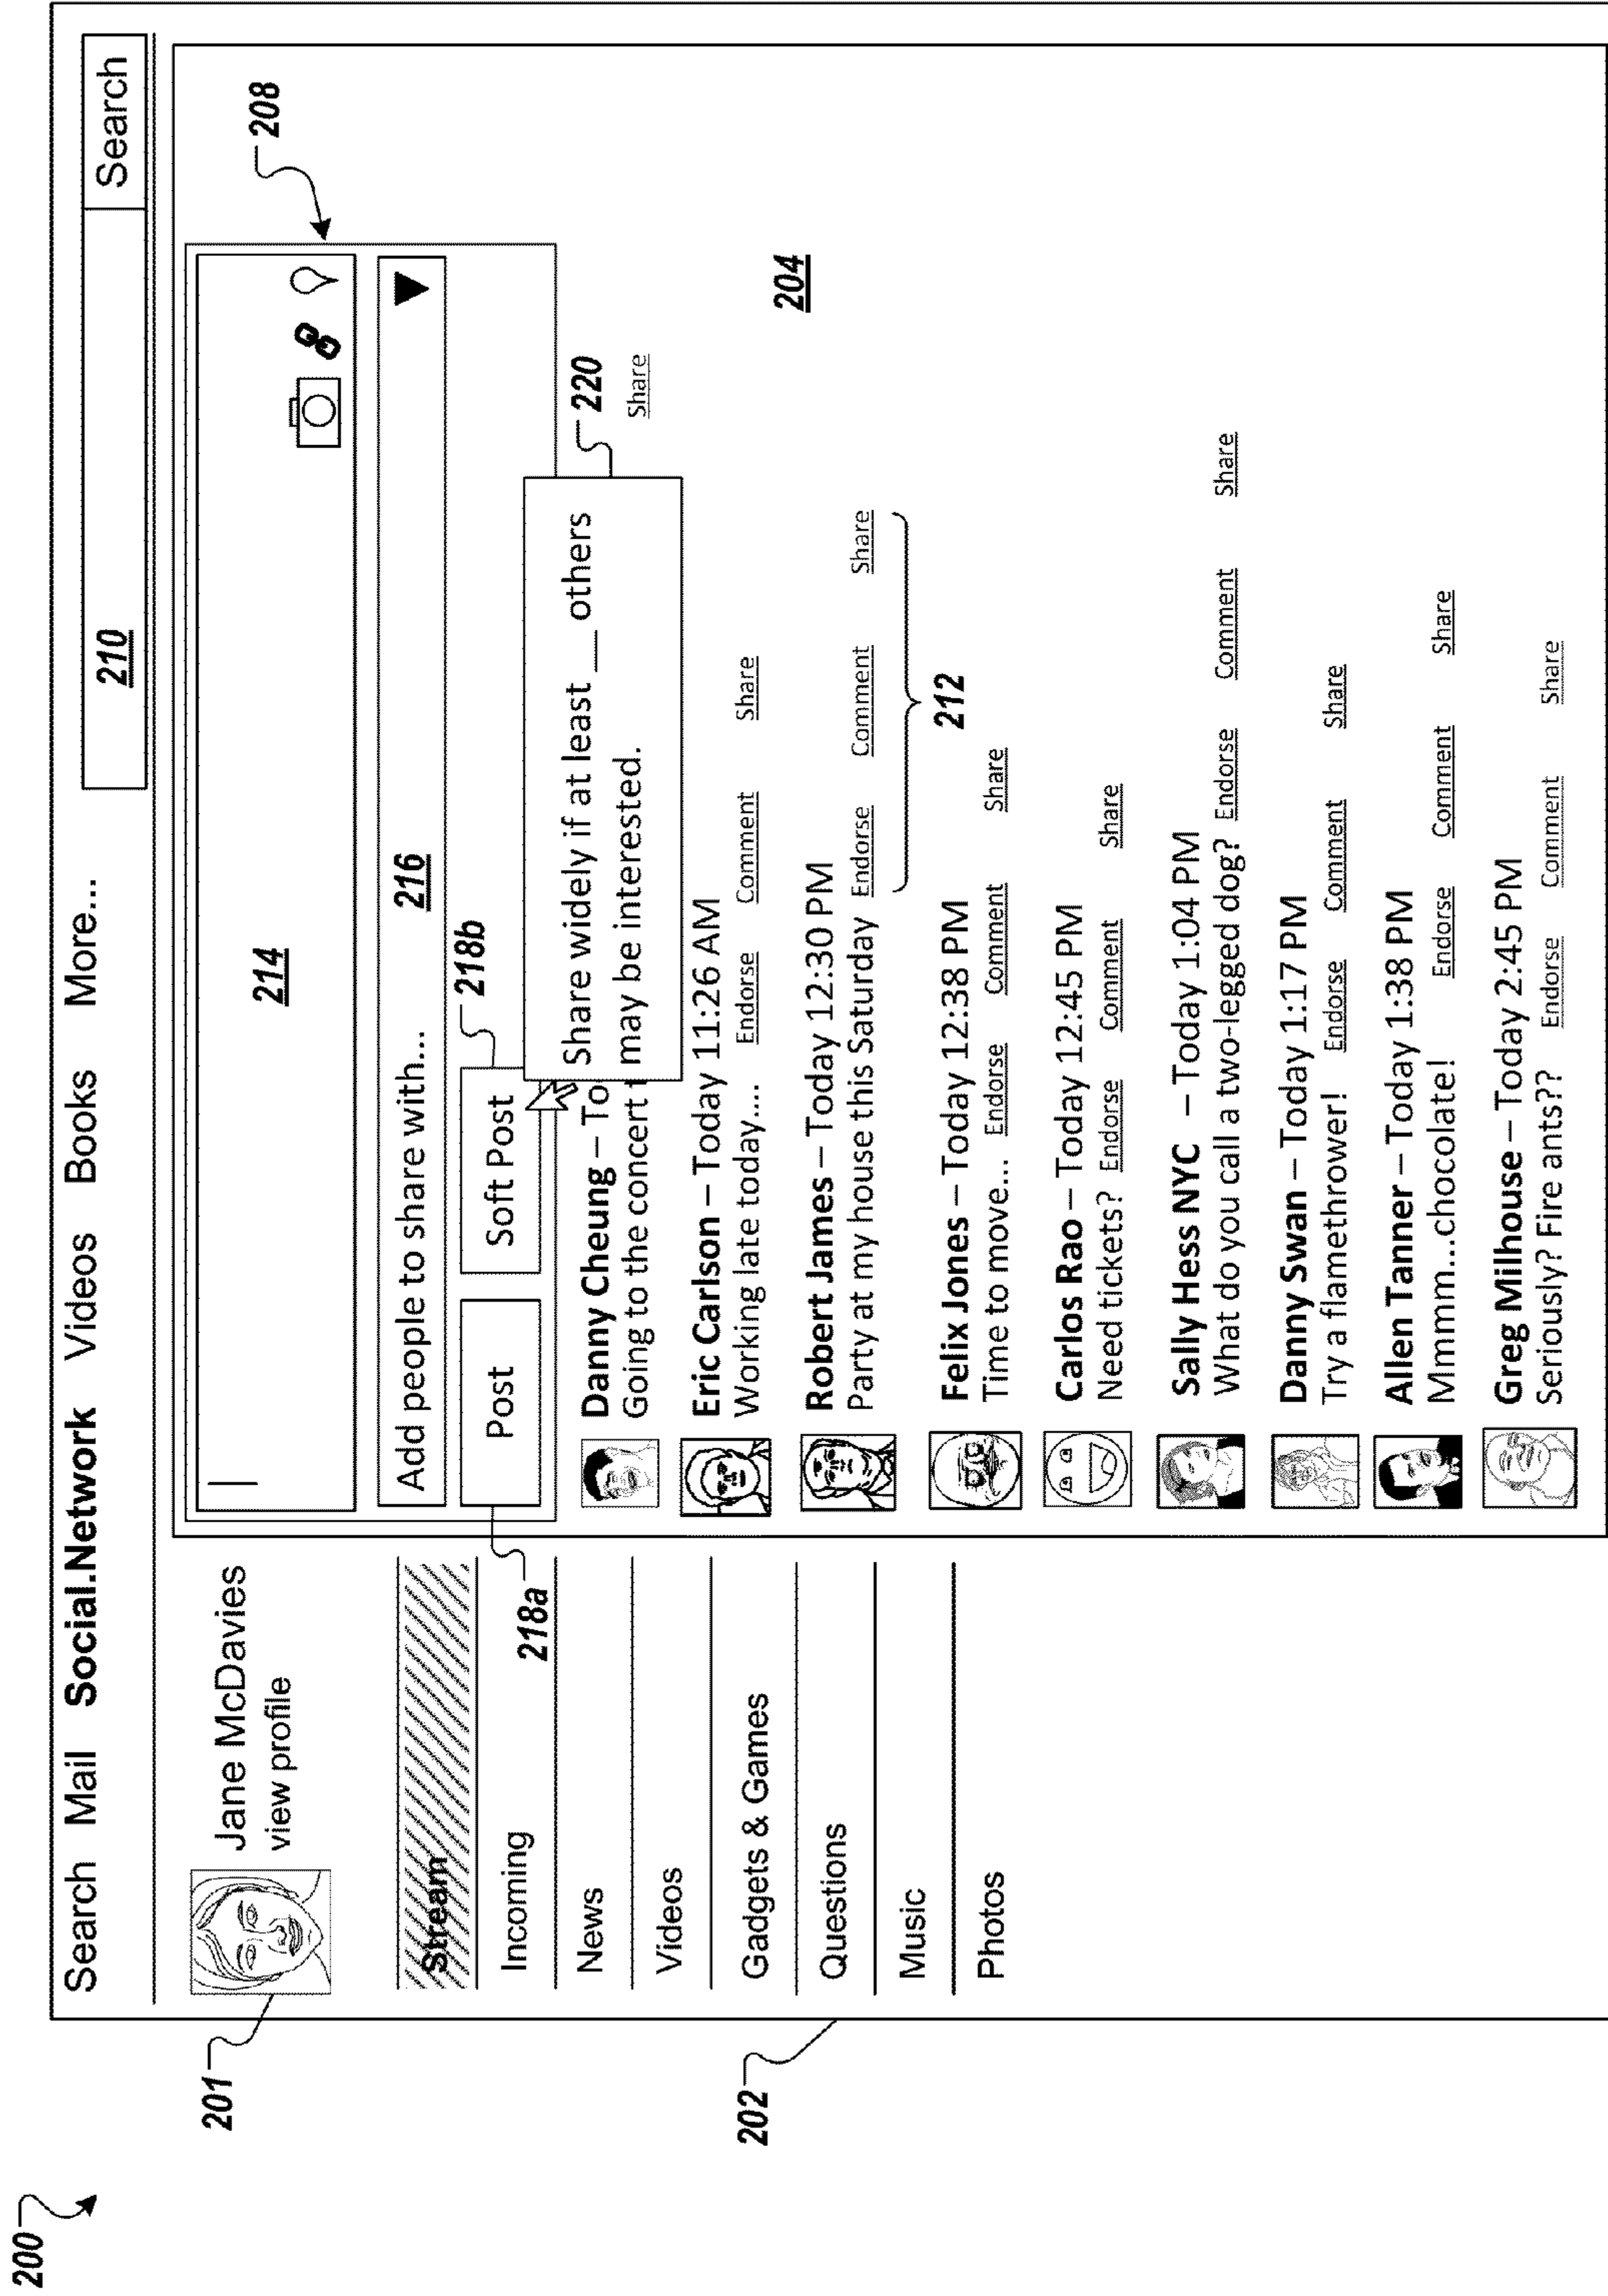 200
Search Mail Social.Network Videos Books More...
210
Search
201
Jane McDavies
view profile
202
Stream
Incoming
News
Videos
Gadgets & Games
Questions
Music
Photos
208
214
Add people to share with...
216
Post
Soft Post
218a
218b
Share widely if at least __ others
may be interested.
220
204
Danny Cheung – To
Going to the concert
Share
Eric Carlson – Today 11:26 AM
Working late today.... Endorse Comment Share
Robert James – Today 12:30 PM
Party at my house this Saturday Endorse Comment Share
212
Felix Jones – Today 12:38 PM
Time to move... Endorse Comment Share
Carlos Rao – Today 12:45 PM
Need tickets? Endorse Comment Share
Sally Hess NYC – Today 1:04 PM
What do you call a two-legged dog? Endorse Comment Share
Danny Swan – Today 1:17 PM
Try a flamethrower! Endorse Comment Share
Allen Tanner – Today 1:38 PM
Mmmm...chocolate! Endorse Comment Share
Greg Milhouse – Today 2:45 PM
Seriously? Fire ants?? Endorse Comment Share